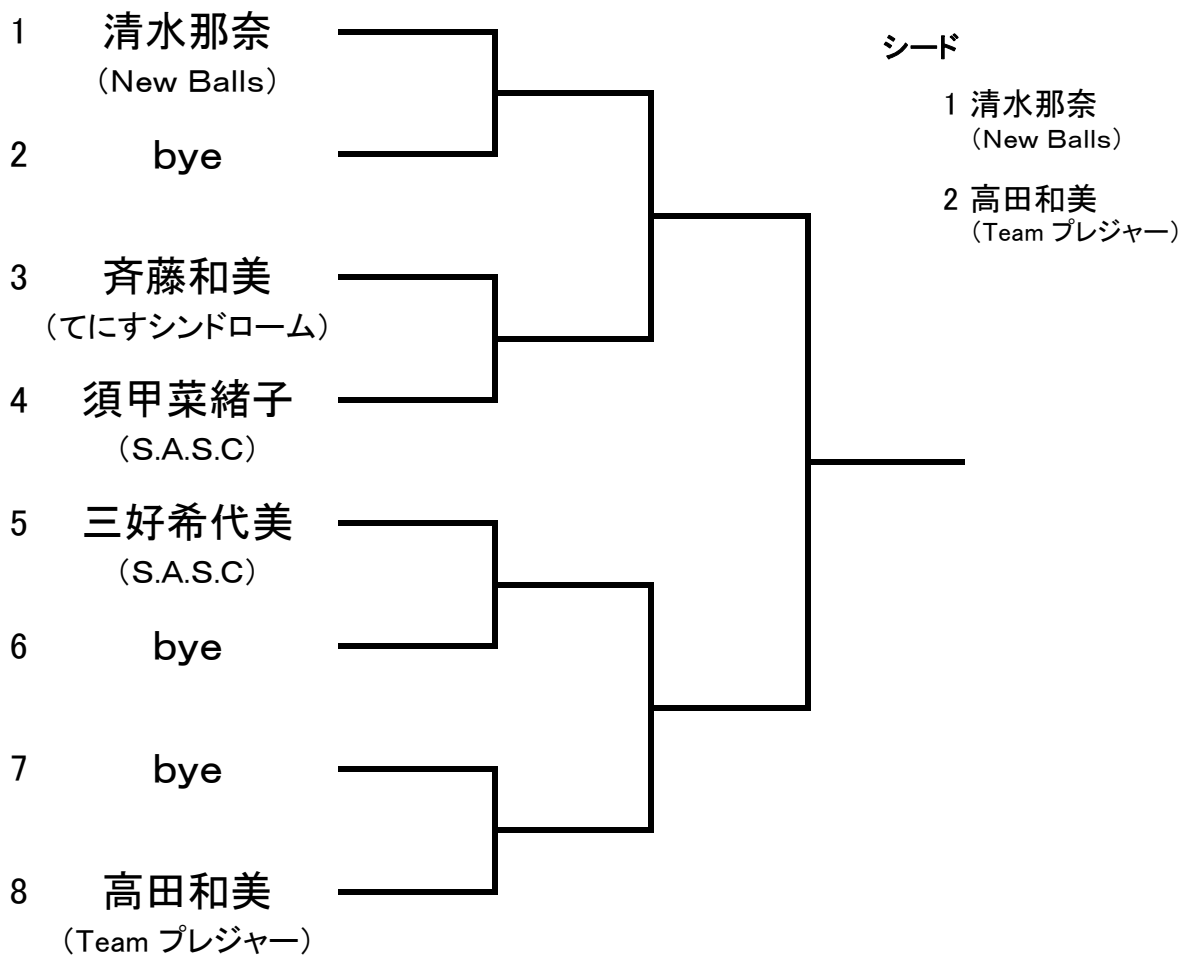 1 清水那奈
（New Balls）
2 bye
3 斉藤和美
（てにすシンドローム）
4 須甲菜緒子
（S.A.S.C）
5 三好希代美
（S.A.S.C）
6 bye
7 bye
8 高田和美
（Team プレジャー）
シード
1 清水那奈
（New Balls）
2 高田和美
（Team プレジャー）